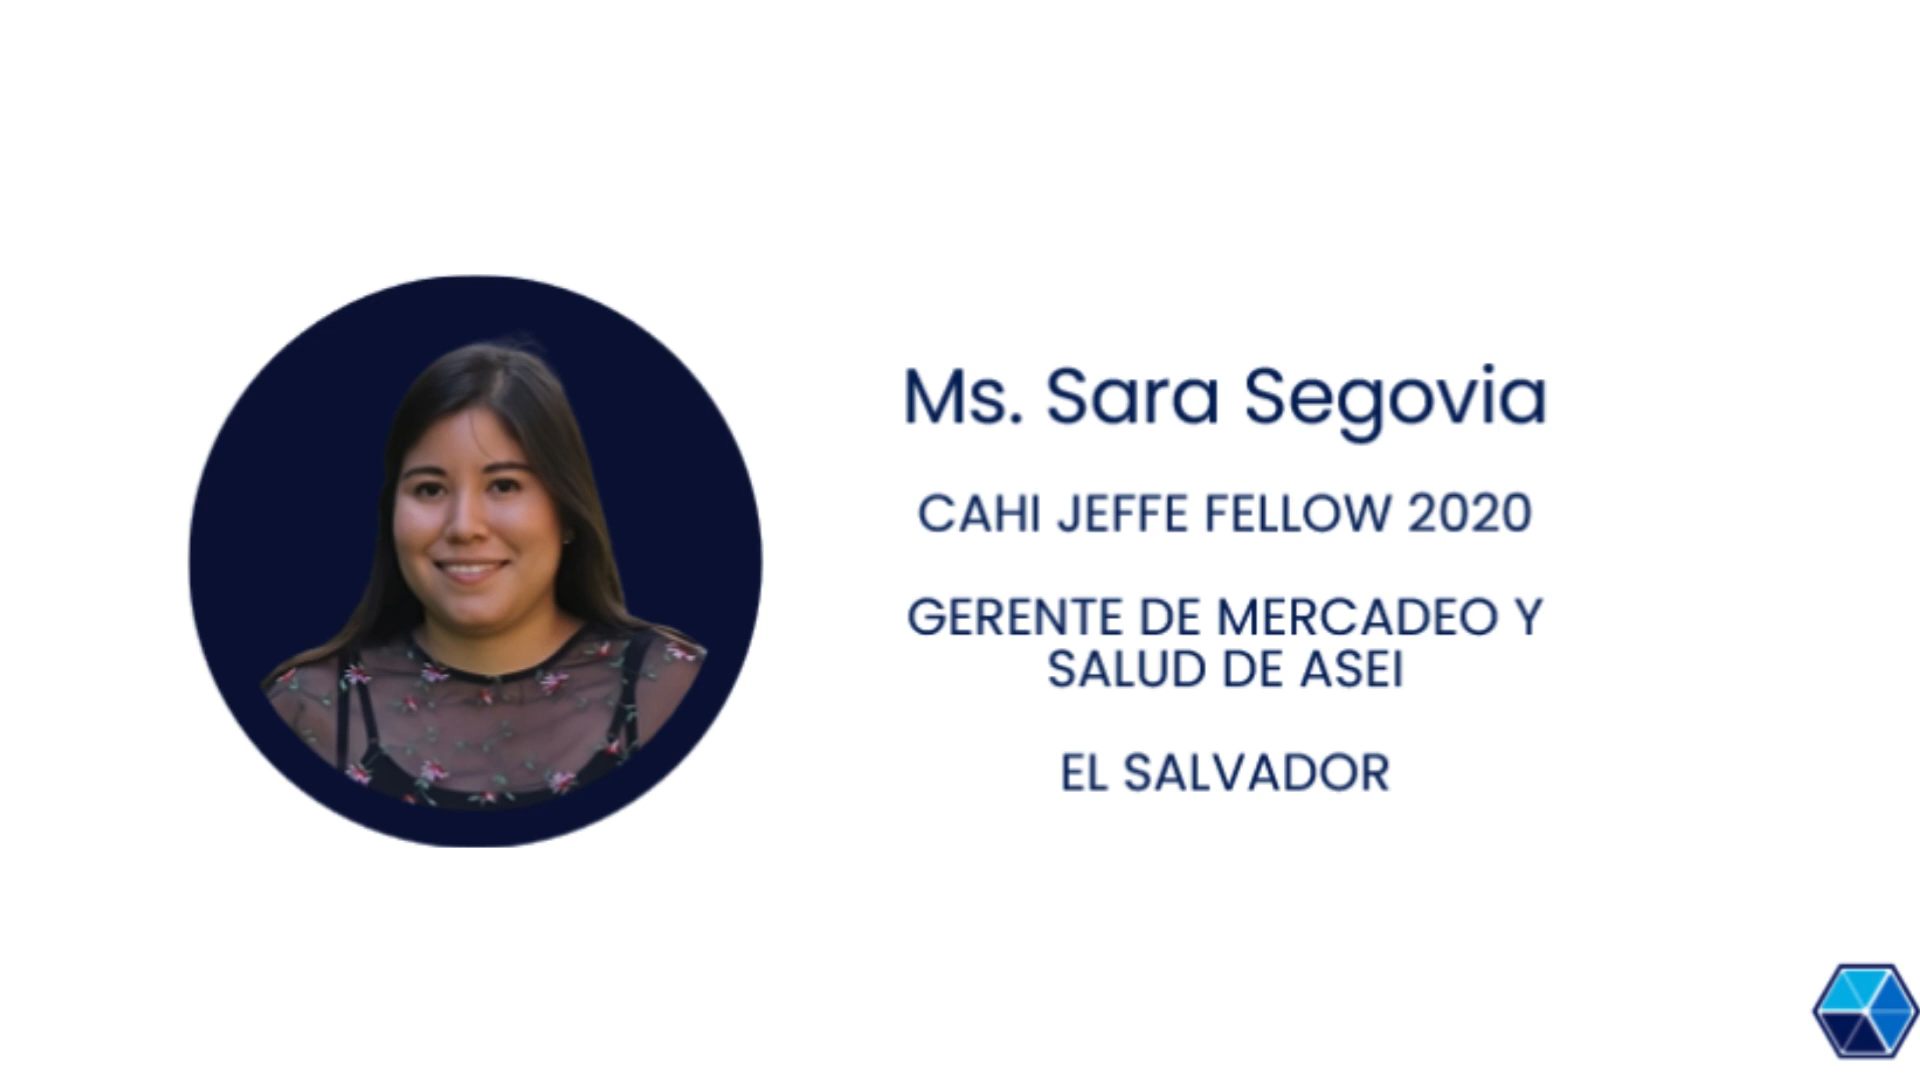 Ms. Sara Segovia
CAHI JEFFE FELLOW 2020
GERENTE DE MERCADEO Y
SALUD DE ASEI
EL SALVADOR